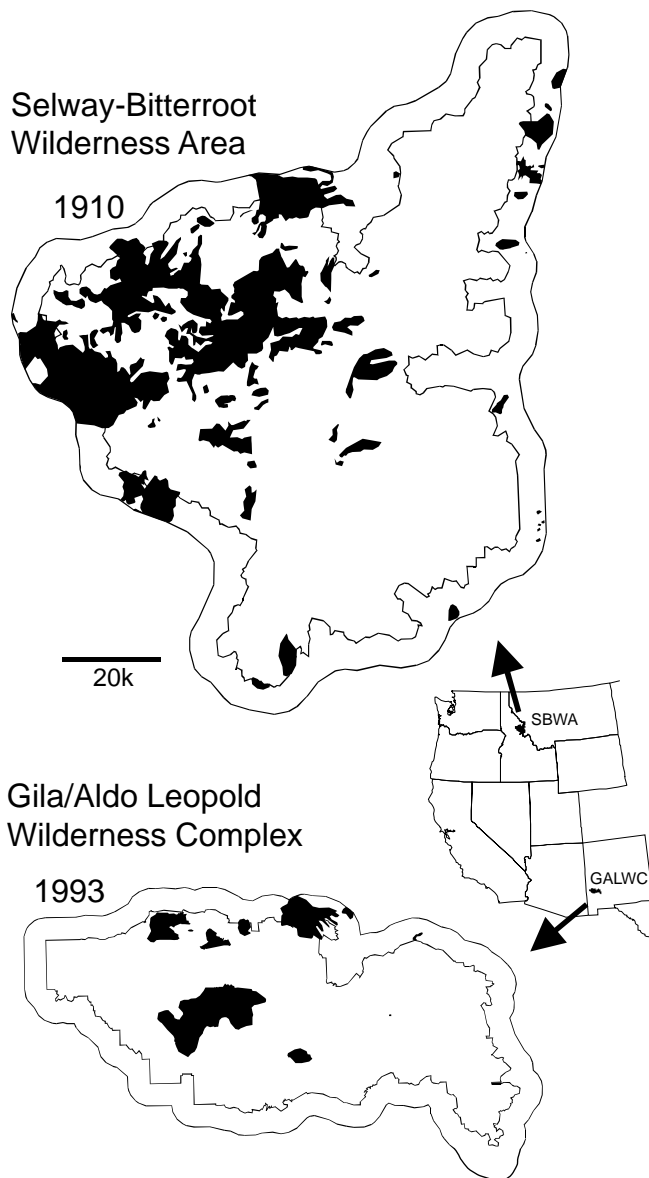 Selway-Bitterroot
Wilderness Area
1910
20k
SBWA
Gila/Aldo Leopold
Wilderness Complex
GALWC
1993